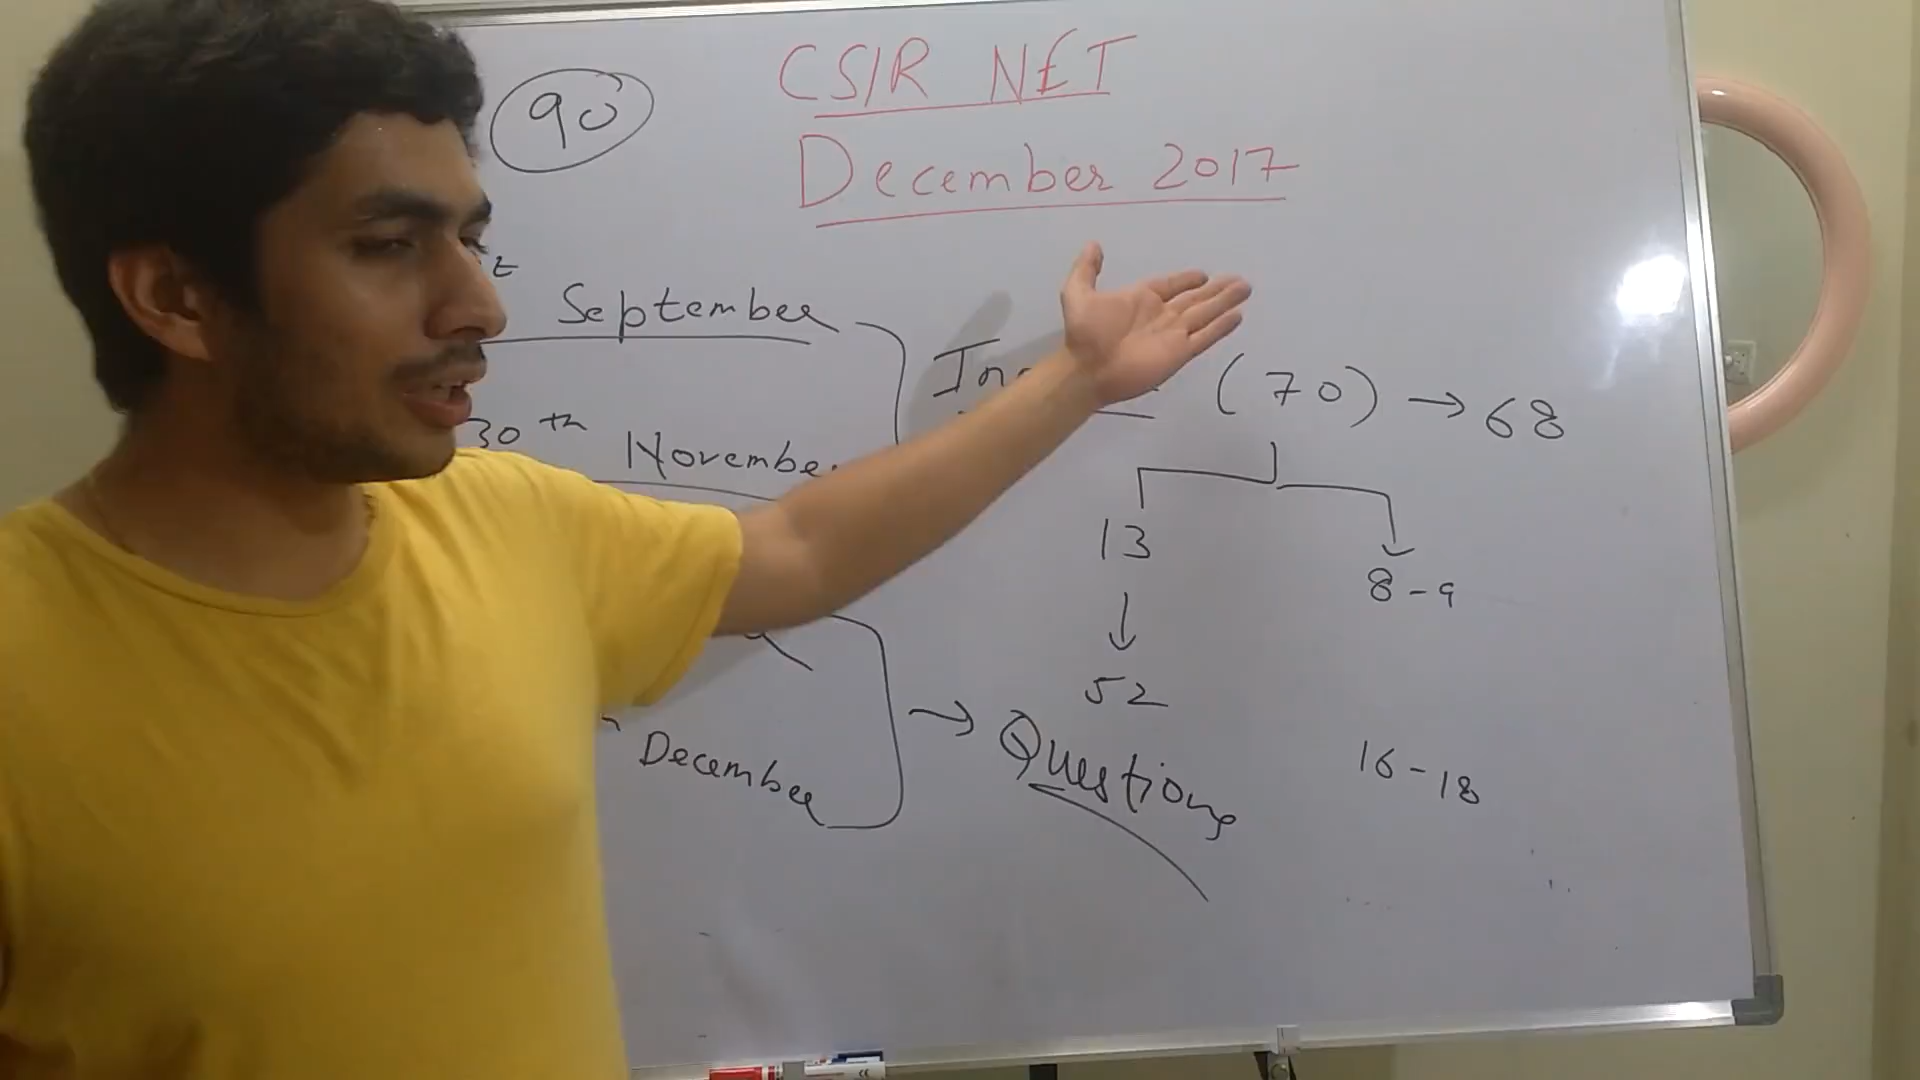 90
CSIR NET
December 2017
September
(70) → 68
30th November
13
8-9
52
December
→ Questions
16-18